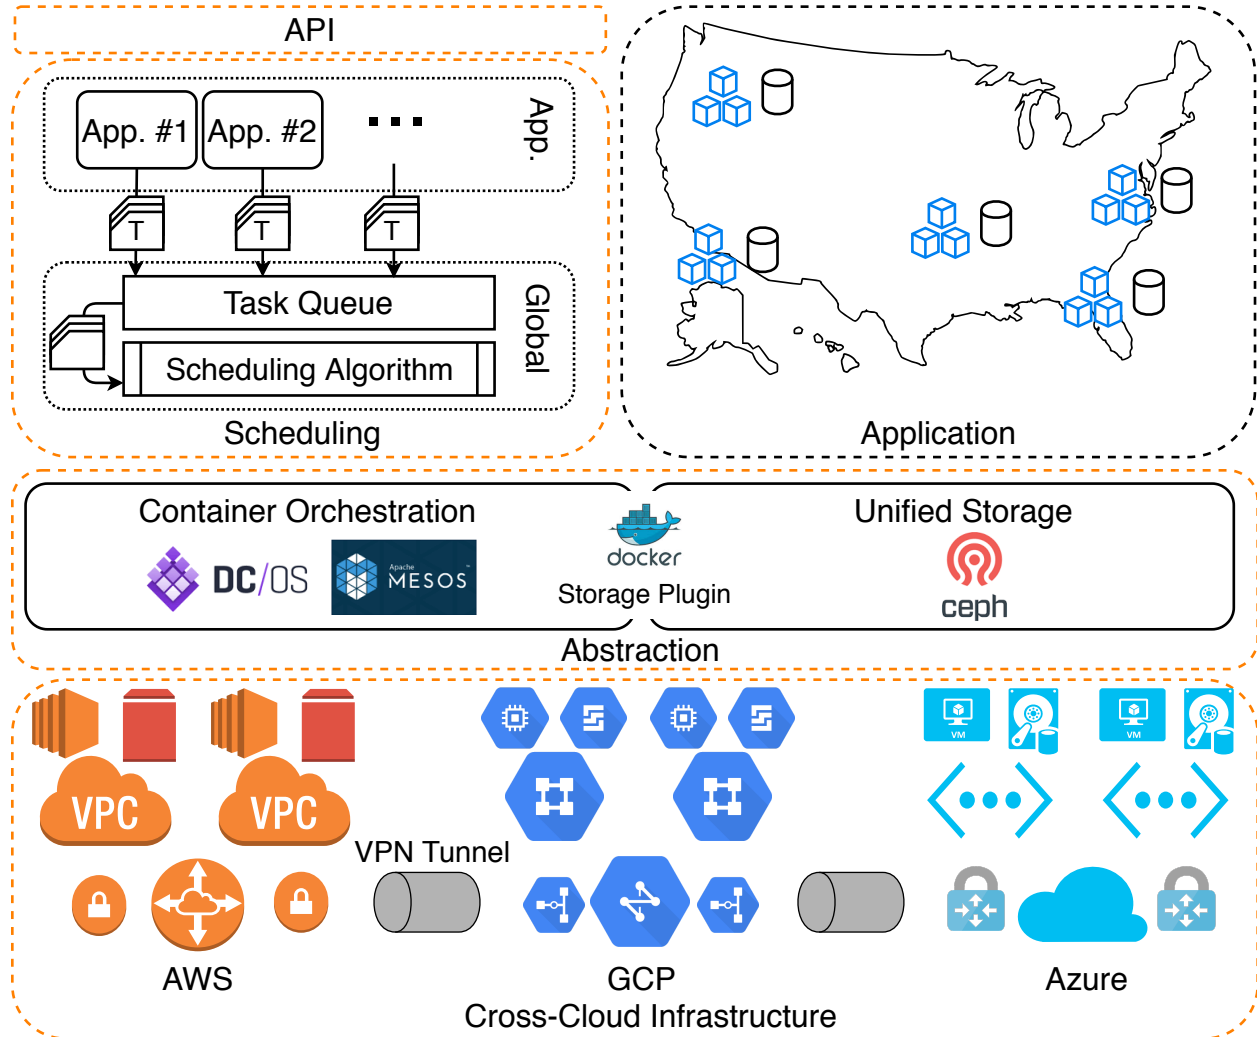 API
App. #1
App. #2
...
App.
T
T
T
Task Queue
Scheduling Algorithm
Global
Scheduling
Application
Container Orchestration
DC/OS
Apache
MESOS
™
docker
Storage Plugin
Unified Storage
ceph
Abstraction
VM
VM
VPC
VPC
VPN Tunnel
AWS
GCP
Azure
Cross-Cloud Infrastructure